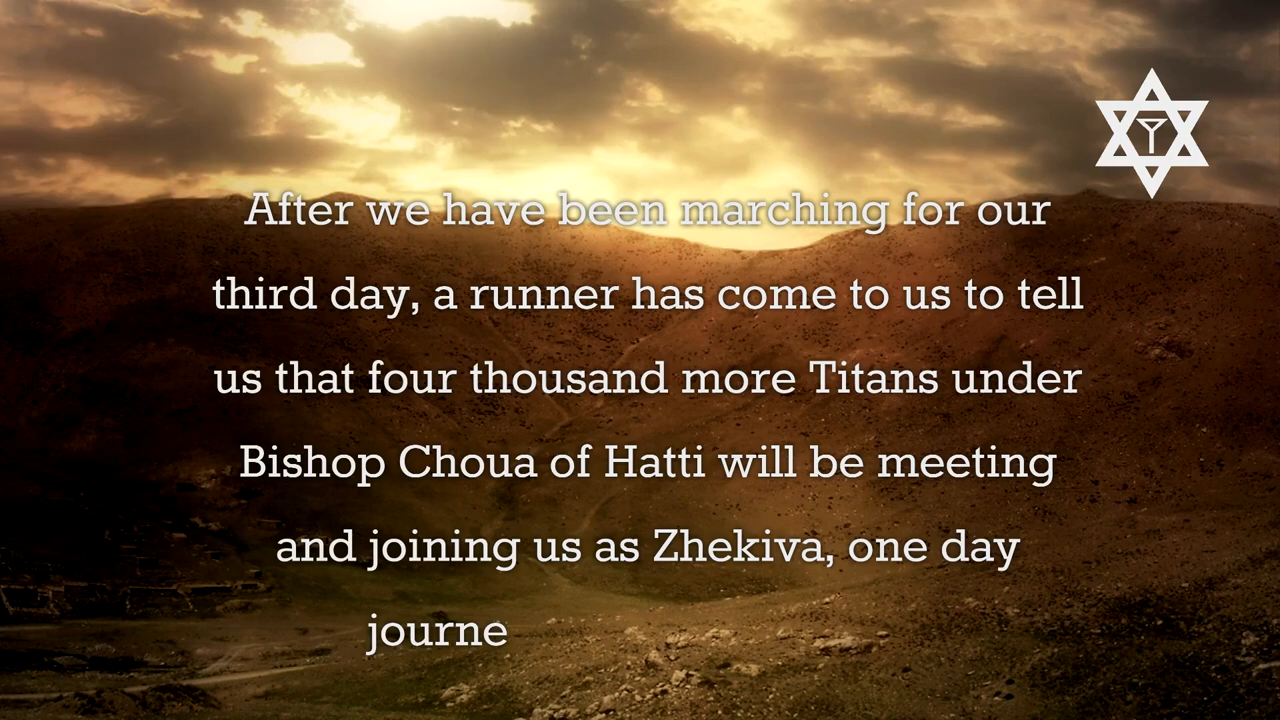 After we have been marching for our
third day, a runner has come to us to tell
us that four thousand more Titans under
Bishop Choua of Hatti will be meeting
and joining us as Zhekiva, one day
journe